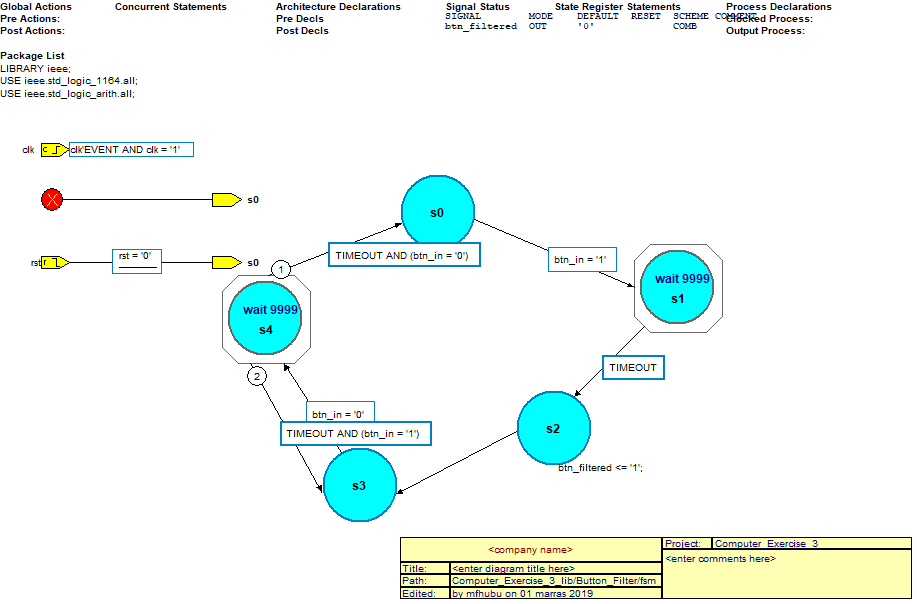 Global Actions
Pre Actions:
Post Actions:
Concurrent Statements
Architecture Declarations
Pre Decls
Post Decls
Signal Status
SIGNAL MODE DEFAULT RESET SCHEME COMMENT
btn_filtered OUT '0' COMB
State Register Statements
Process Declarations
Clocked Process:
Output Process:
Package List
LIBRARY ieee;
USE ieee.std_logic_1164.all;
USE ieee.std_logic_arith.all;
clk
c
clk'EVENT AND clk = '1'
s0
rst
r
rst = '0'
s0
s0
TIMEOUT AND (btn_in = '0')
btn_in = '1'
wait 9999
s1
1
wait 9999
s4
2
TIMEOUT
btn_in = '0'
TIMEOUT AND (btn_in = '1')
s2
btn_filtered <= '1';
s3
<company name>
Title: <enter diagram title here>
Path: Computer_Exercise_3_lib/Button_Filter/fsm
Edited: by mfhubu on 01 marras 2019
Project: Computer_Exercise_3
<enter comments here>